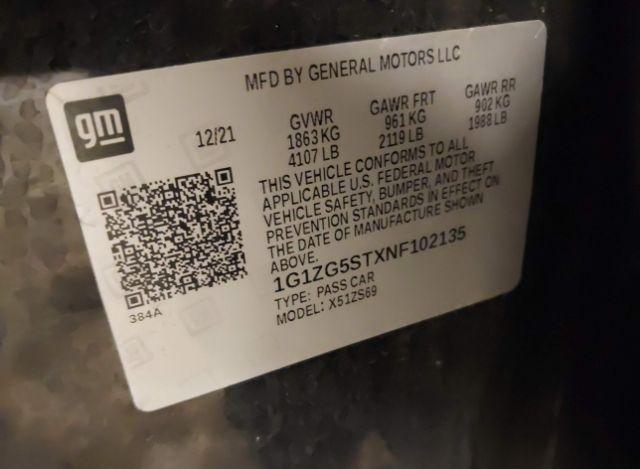 MFD BY GENERAL MOTORS LLC
gm
12/21
GVWR
1863 KG
4107 LB
GAWR FRT
961 KG
2119 LB
GAWR RR
902 KG
1988 LB
THIS VEHICLE CONFORMS TO ALL
APPLICABLE U.S. FEDERAL MOTOR
VEHICLE SAFETY, BUMPER, AND THEFT
PREVENTION STANDARDS IN EFFECT ON
THE DATE OF MANUFACTURE SHOWN
ABOVE.
1G1ZG5STXNF102135
TYPE: PASS CAR
MODEL: X51ZS69
384A